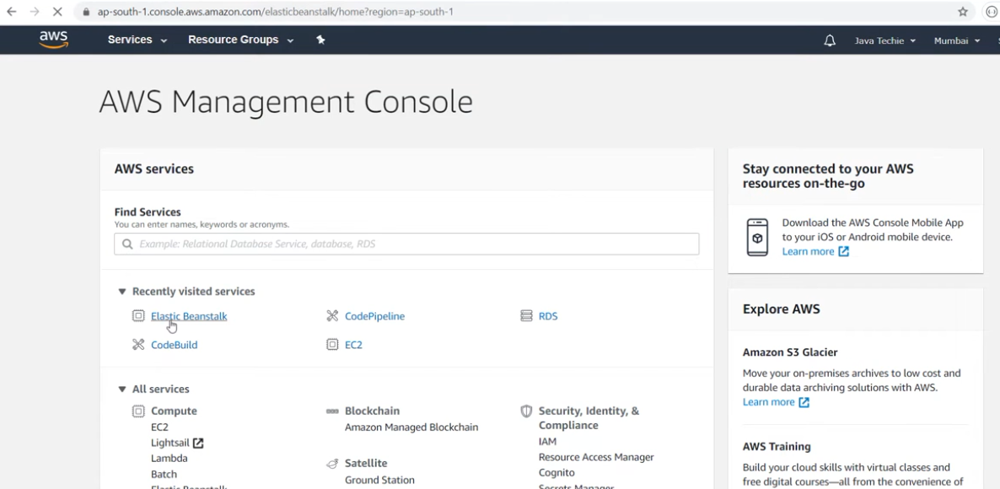 ap-south-1.console.aws.amazon.com/elasticbeanstalk/home?region=ap-south-1
aws
Services
Resource Groups
Java Techie
Mumbai
AWS Management Console
AWS services
Find Services
You can enter names, keywords or acronyms.
Example: Relational Database Service, database, RDS
Recently visited services
Elastic Beanstalk
CodePipeline
RDS
CodeBuild
EC2
All services
Compute
EC2
Lightsail
Lambda
Batch
Elastic Beanstalk
Blockchain
Amazon Managed Blockchain
Satellite
Ground Station
Security, Identity, &
Compliance
IAM
Resource Access Manager
Cognito
Secrets Manager
Stay connected to your AWS
resources on-the-go
Download the AWS Console Mobile App
to your iOS or Android mobile device.
Learn more
Explore AWS
Amazon S3 Glacier
Move your on-premises archives to low cost and
durable data archiving solutions with AWS.
Learn more
AWS Training
Build your cloud skills with virtual classes and
free digital courses—all from the convenience of